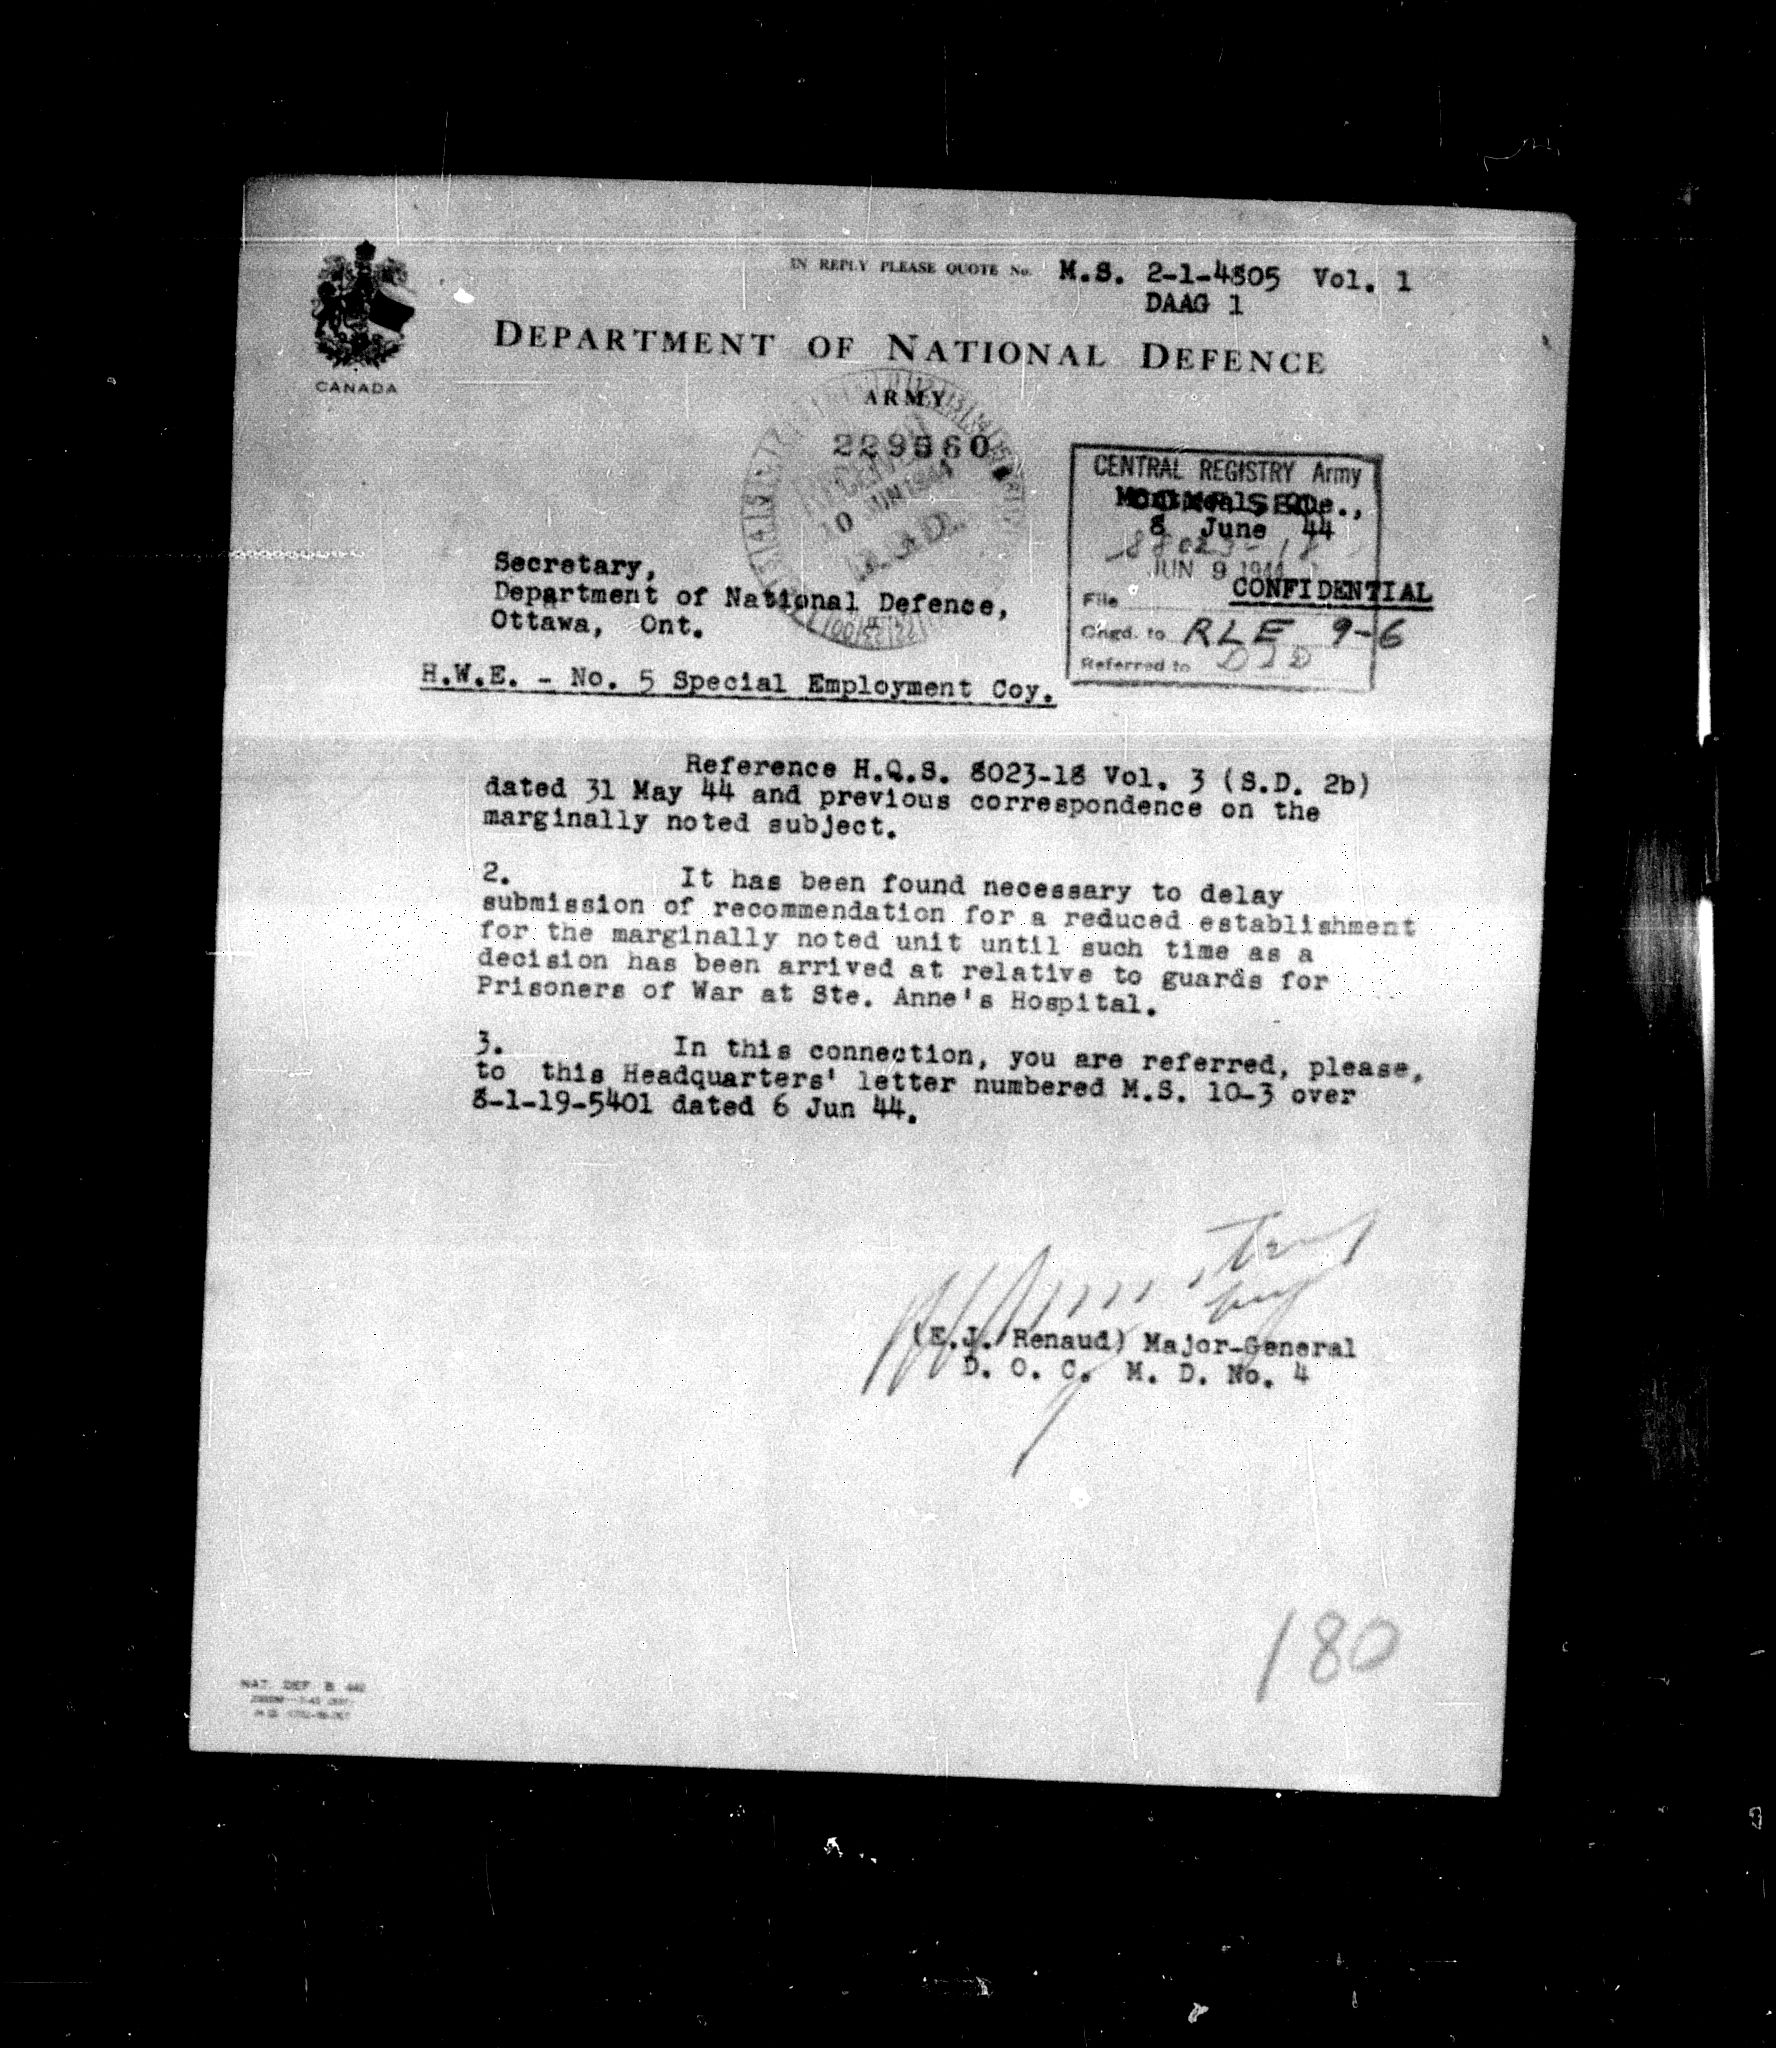 IN REPLY PLEASE QUOTE No. M.S. 2-1-4305 Vol. 1
DAAG 1
CANADA
DEPARTMENT OF NATIONAL DEFENCE
ARMY
229560
RECEIVED
10 JUN 1944
CENTRAL REGISTRY Army
Montreal, Que.,
8 June 44
JUN 9 1944
CONFIDENTIAL
File
Chgd. to RLE 9-6
Referred to
Secretary,
Department of National Defence,
Ottawa, Ont.
H.W.E. - No. 5 Special Employment Coy.
Reference H.Q.S. 8023-18 Vol. 3 (S.D. 2b)
dated 31 May 44 and previous correspondence on the
marginally noted subject.
2. It has been found necessary to delay
submission of recommendation for a reduced establishment
for the marginally noted unit until such time as a
decision has been arrived at relative to guards for
Prisoners of War at Ste. Anne's Hospital.
3. In this connection, you are referred, please,
to this Headquarters' letter numbered M.S. 10-3 over
8-1-19-5401 dated 6 Jun 44.
(E.J. Renaud) Major-General
D. O. C. M. D. No. 4
180
NAT. DEF. B.